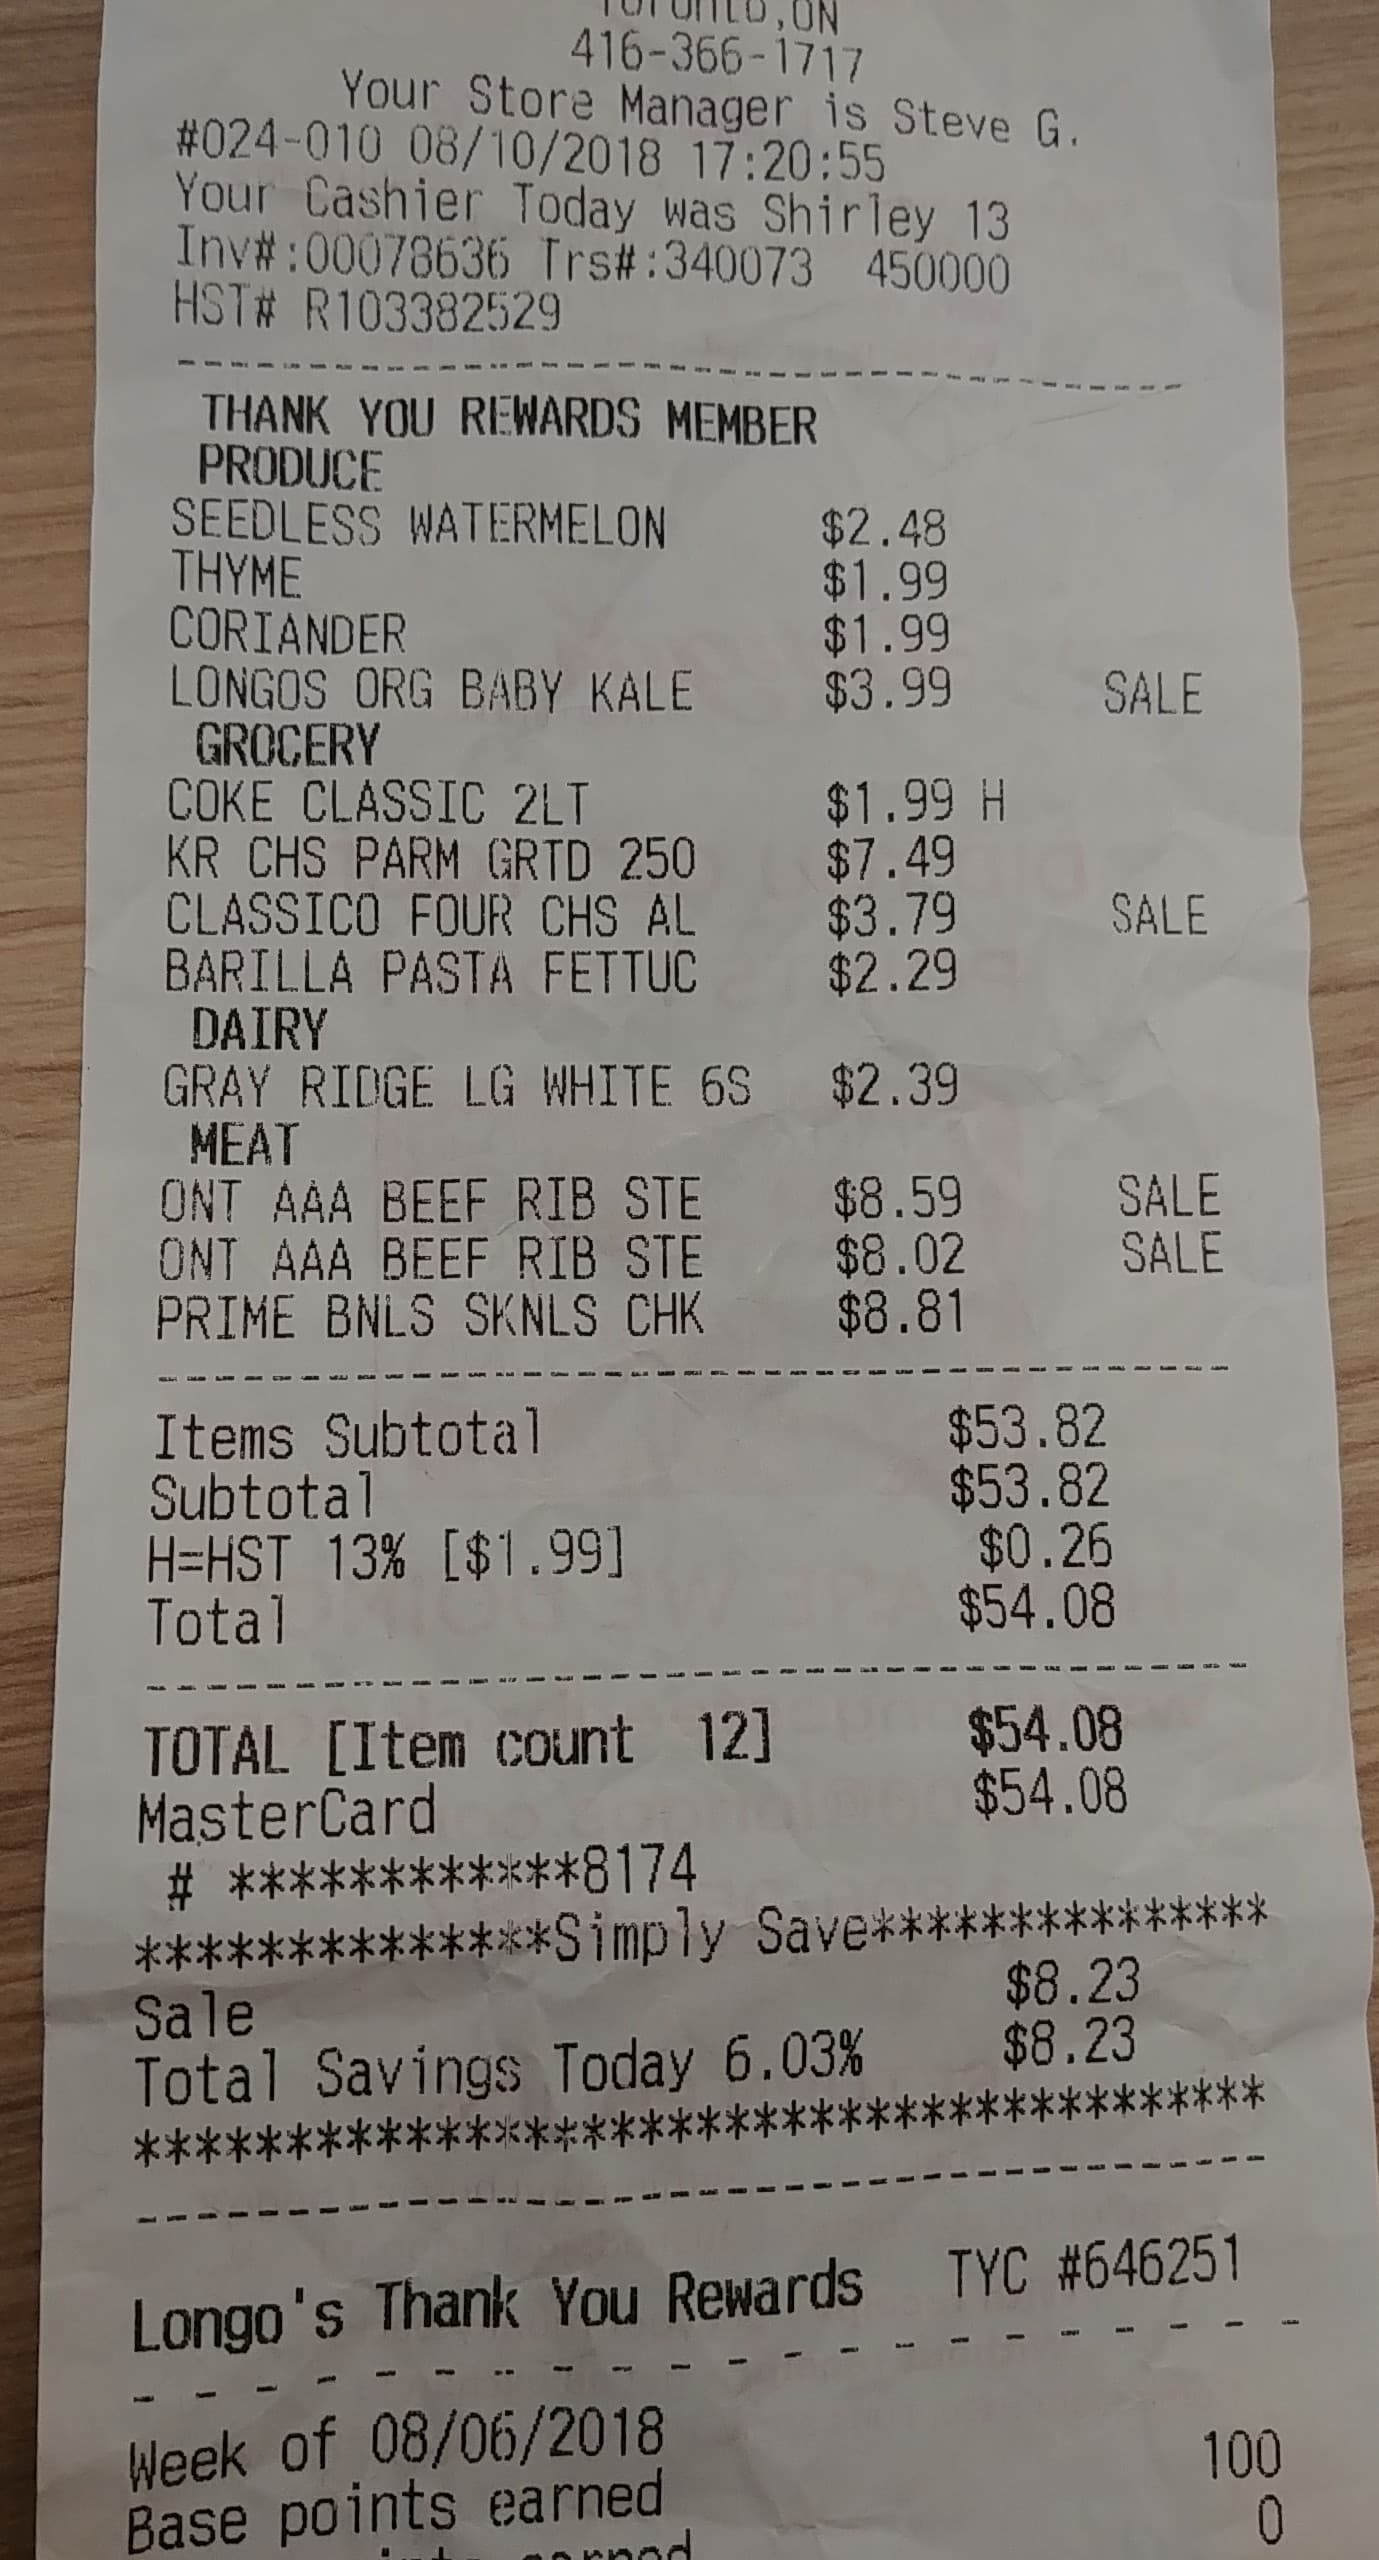 Toronto,ON
416-366-1717
Your Store Manager is Steve G.
#024-010 08/10/2018 17:20:55
Your Cashier Today was Shirley 13
Inv#:00078636 Trs#:340073 450000
HST# R103382529
THANK YOU REWARDS MEMBER
PRODUCE
SEEDLESS WATERMELON $2.48
THYME $1.99
CORIANDER $1.99
LONGOS ORG BABY KALE $3.99 SALE
GROCERY
COKE CLASSIC 2LT $1.99 H
KR CHS PARM GRTD 250 $7.49
CLASSICO FOUR CHS AL $3.79 SALE
BARILLA PASTA FETTUC $2.29
DAIRY
GRAY RIDGE LG WHITE 6S $2.39
MEAT
ONT AAA BEEF RIB STE $8.59 SALE
ONT AAA BEEF RIB STE $8.02 SALE
PRIME BNLS SKNLS CHK $8.81
Items Subtotal $53.82
Subtotal $53.82
H=HST 13% [$1.99] $0.26
Total $54.08
TOTAL [Item count 12] $54.08
MasterCard $54.08
# ************8174
**************Simply Save**************
Sale $8.23
Total Savings Today 6.03% $8.23
***************************************
Longo's Thank You Rewards TYC #646251
Week of 08/06/2018
Base points earned 100
earned 0